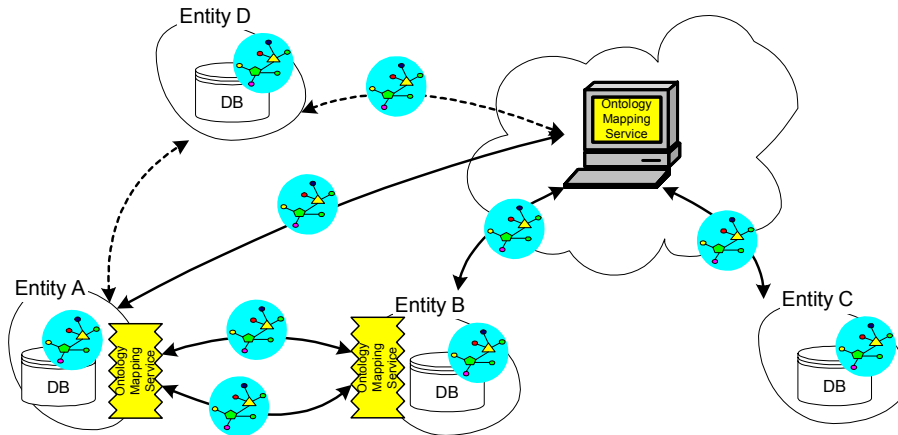 Entity D
DB
Ontology
Mapping
Service
Entity A
DB
Ontology
Mapping
Service
Entity B
Ontology
Mapping
Service
DB
Entity C
DB